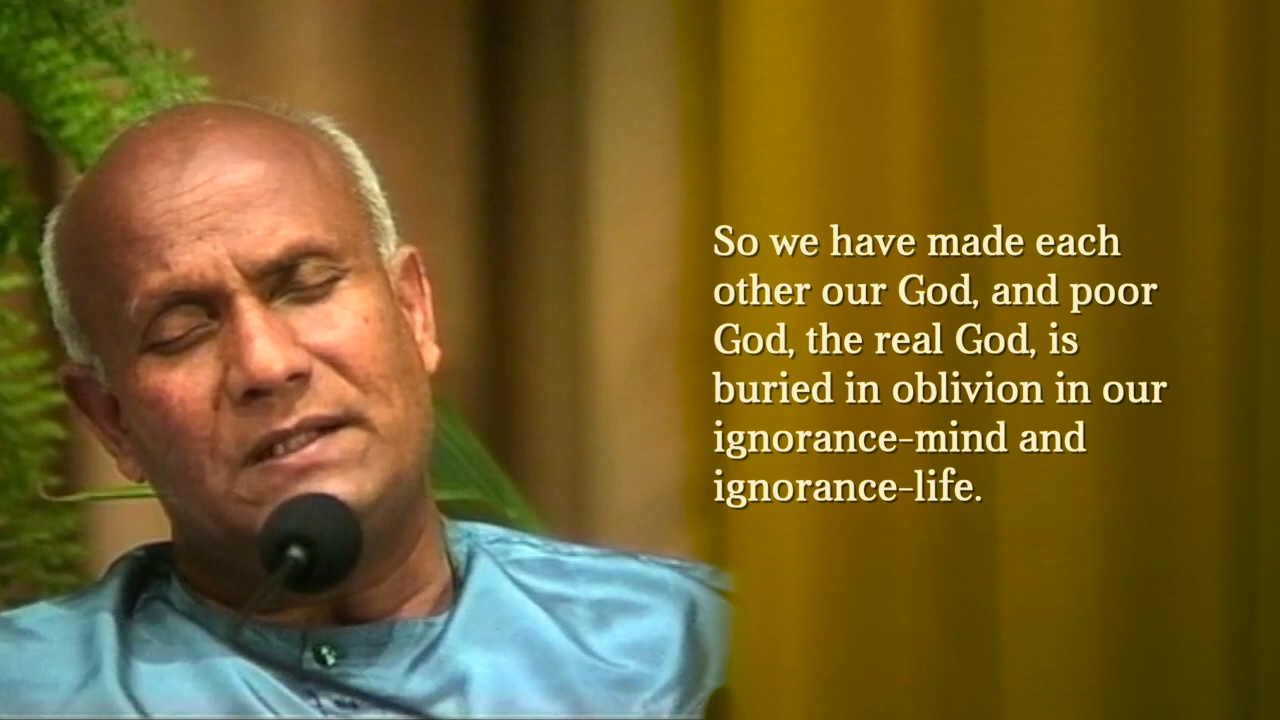 So we have made each
other our God, and poor
God, the real God, is
buried in oblivion in our
ignorance-mind and
ignorance-life.